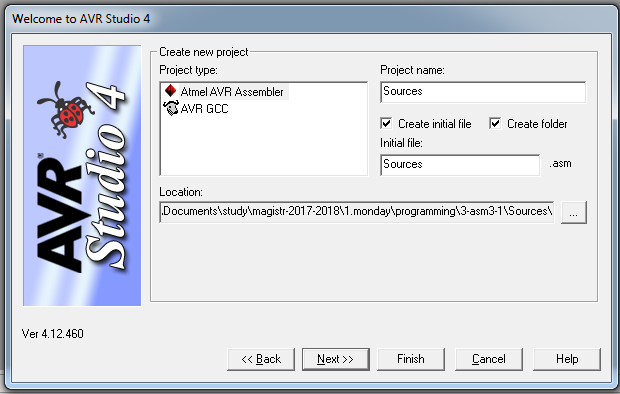 Welcome to AVR Studio 4
Create new project
Project type:
Atmel AVR Assembler
AVR GCC
Project name:
Sources
Create initial file
Create folder
Initial file:
Sources
.asm
Location:
.Documents\study\magistr-2017-2018\1.monday\programming\3-asm3-1\Sources\
...
AVR®
Studio 4
Ver 4.12.460
<< Back
Next >>
Finish
Cancel
Help